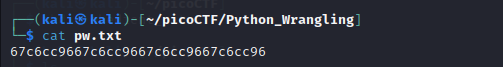 ┌──(kali㉿kali)-[~/picoCTF/Python_Wrangling]
└─$ cat pw.txt
67c6cc9667c6cc9667c6cc9667c6cc96